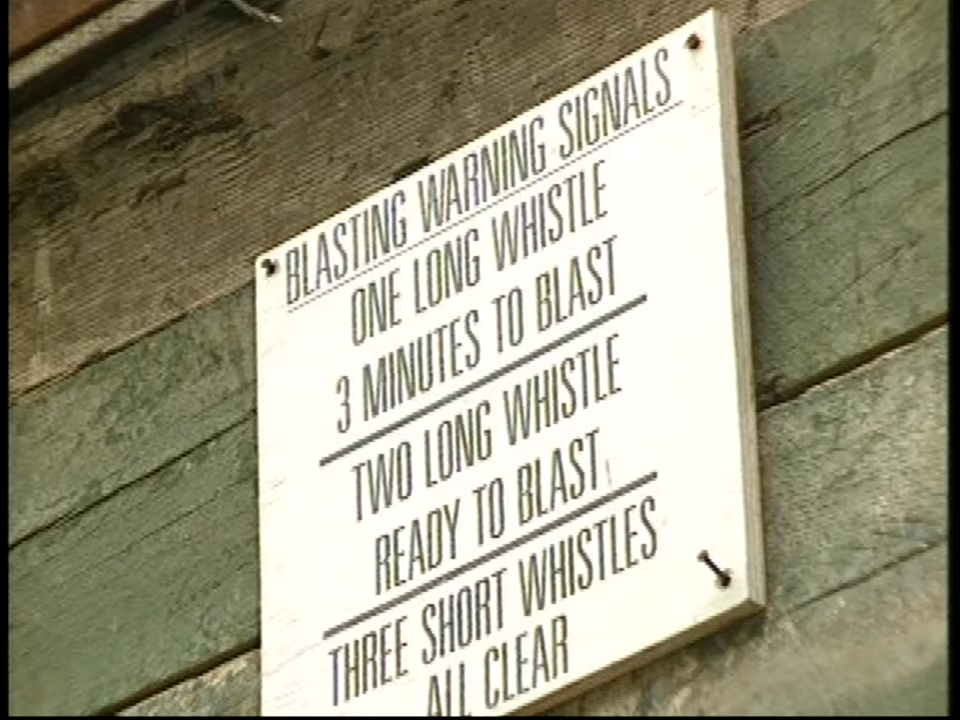 BLASTING WARNING SIGNALS
ONE LONG WHISTLE
3 MINUTES TO BLAST
TWO LONG WHISTLE
READY TO BLAST
THREE SHORT WHISTLES
ALL CLEAR